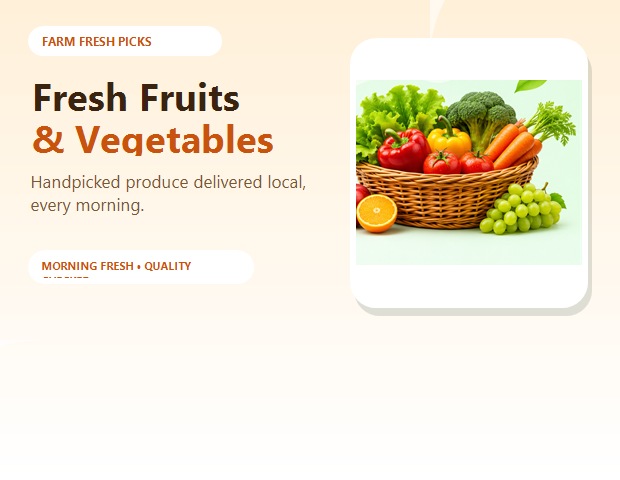 FARM FRESH PICKS
Fresh Fruits
& Vegetables
Handpicked produce delivered local,
every morning.
MORNING FRESH • QUALITY